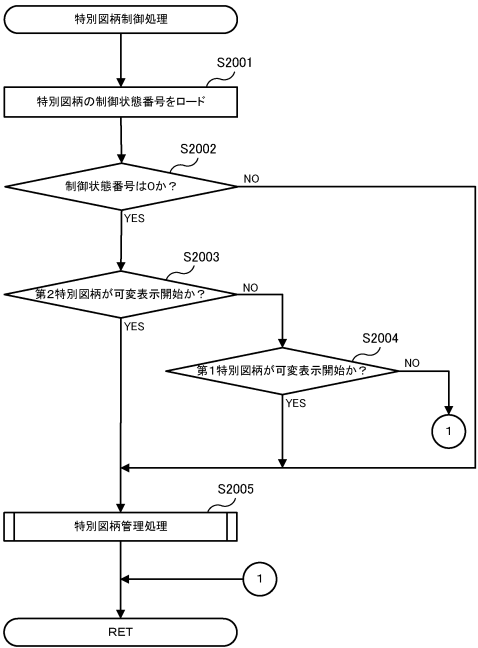 特別図柄制御処理
S2001
特別図柄の制御状態番号をロード
S2002
制御状態番号は0か?
NO
YES
S2003
第2特別図柄が可変表示開始か?
NO
YES
S2004
第1特別図柄が可変表示開始か?
NO
YES
1
S2005
特別図柄管理処理
1
RET